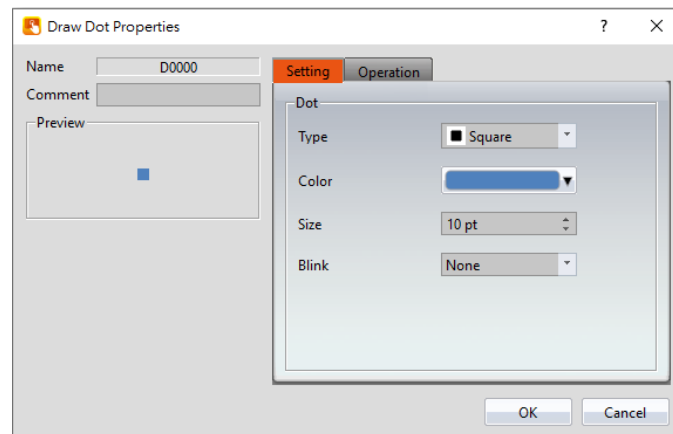 Draw Dot Properties
?
Name D0000
Comment
Preview
Setting Operation
Dot
Type Square
Color
Size 10 pt
Blink None
OK Cancel